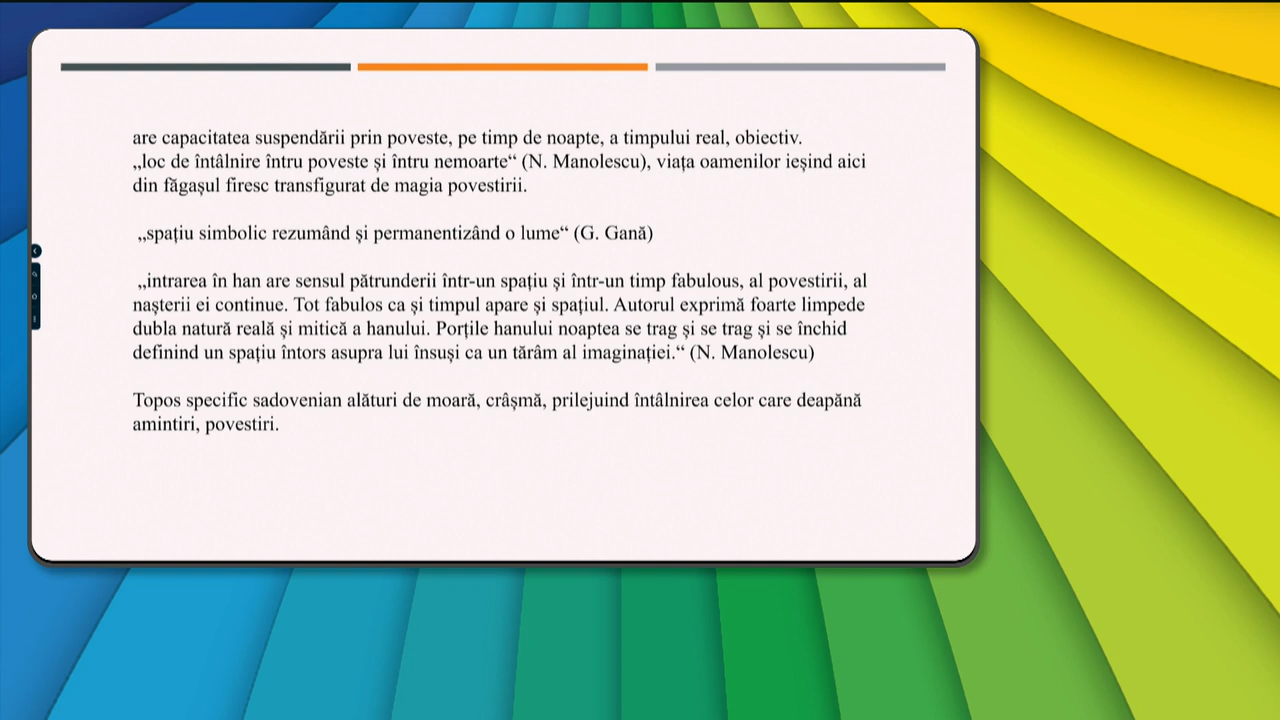 are capacitatea suspendării prin poveste, pe timp de noapte, a timpului real, obiectiv.
„loc de întâlnire întru poveste și întru nemoarte“ (N. Manolescu), viața oamenilor ieșind aici
din făgașul firesc transfigurat de magia povestirii.
„spațiu simbolic rezumând și permanentizând o lume“ (G. Gană)
„intrarea în han are sensul pătrunderii într-un spațiu și într-un timp fabulous, al povestirii, al
nașterii ei continue. Tot fabulos ca și timpul apare și spațiul. Autorul exprimă foarte limpede
dubla natură reală și mitică a hanului. Porțile hanului noaptea se trag și se trag și se închid
definind un spațiu întors asupra lui însuși ca un tărâm al imaginației.“ (N. Manolescu)
Topos specific sadovenian alături de moară, crâșmă, prilejuind întâlnirea celor care deapănă
amintiri, povestiri.